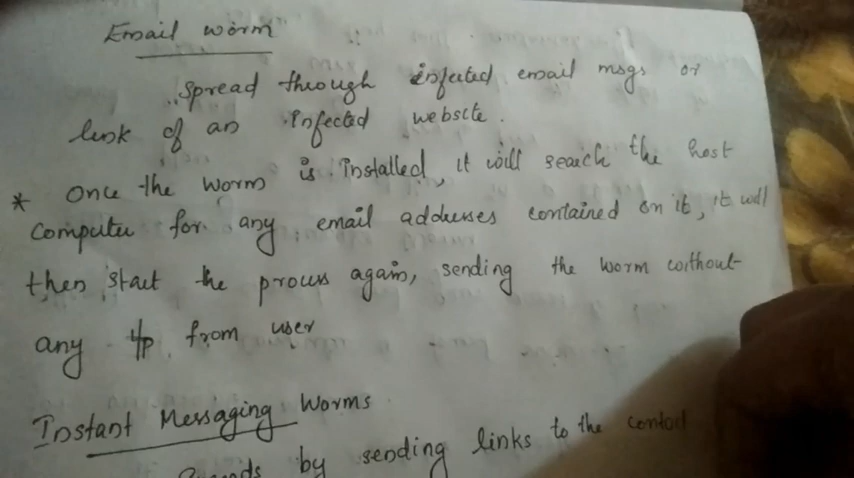 Email worm
Spread through infected email msgs or
link of an infected website.
* Once the worm is installed, it will search the host
computer for any email addresses contained on it, it will
then start the process again, sending the worm without
any i/p from user
Instant Messaging Worms
Spreads by sending links to the contact